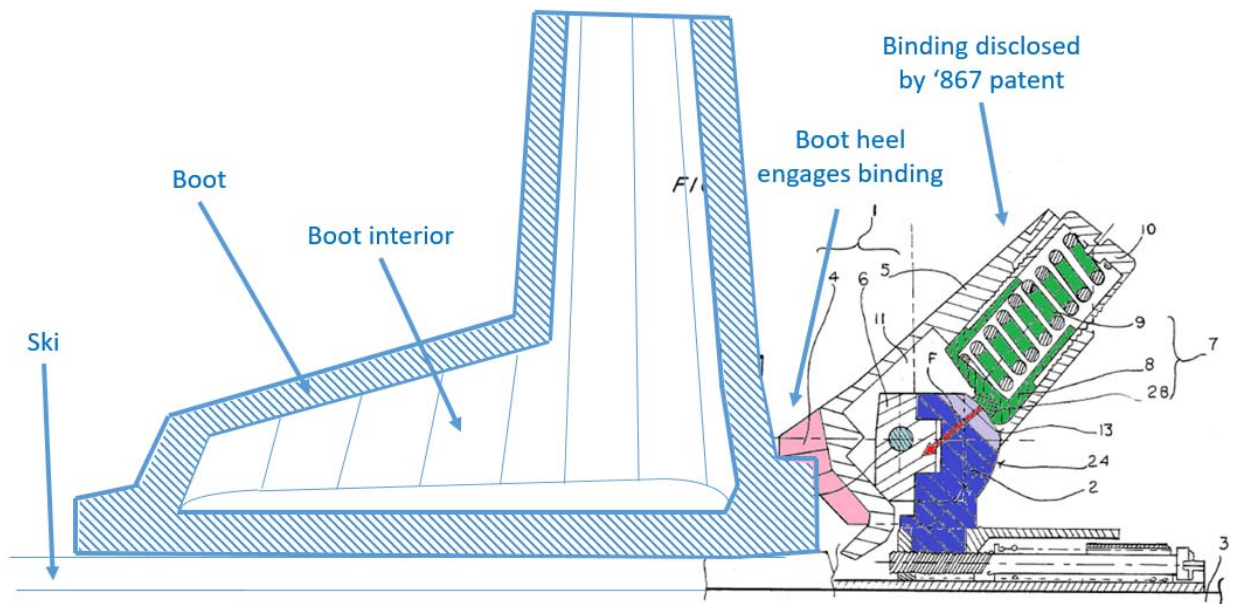 Binding disclosed
by ‘867 patent
Boot heel
engages binding
Boot
Boot interior
Ski
1
4
5
6
11
F
10
9
7
8
28
13
24
2
3